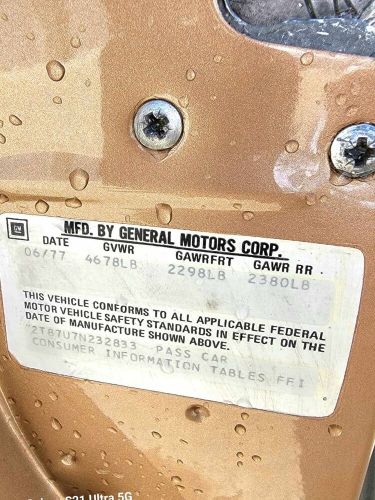 GM
MFD. BY GENERAL MOTORS CORP.
DATE GVWR GAWRFRT GAWR RR
06/77 4678LB 2298LB 2380LB
THIS VEHICLE CONFORMS TO ALL APPLICABLE FEDERAL
MOTOR VEHICLE SAFETY STANDARDS IN EFFECT ON THE
DATE OF MANUFACTURE SHOWN ABOVE.
2T87U7N232833 PASS CAR
CONSUMER INFORMATION TABLES FFI
S21 Ultra 5G